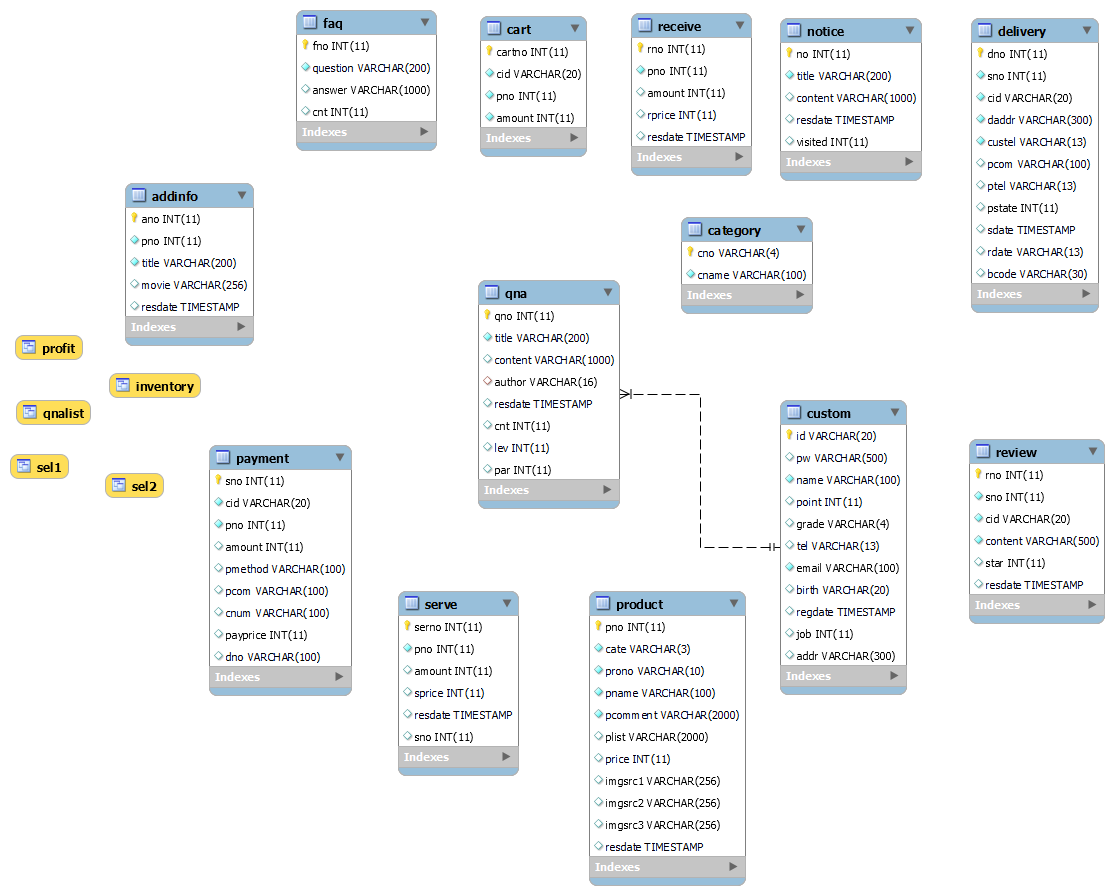 faq
fno INT(11)
question VARCHAR(200)
answer VARCHAR(1000)
cnt INT(11)
Indexes
cart
cartno INT(11)
cid VARCHAR(20)
pno INT(11)
amount INT(11)
Indexes
receive
rno INT(11)
pno INT(11)
amount INT(11)
rprice INT(11)
resdate TIMESTAMP
Indexes
notice
no INT(11)
title VARCHAR(200)
content VARCHAR(1000)
resdate TIMESTAMP
visited INT(11)
Indexes
delivery
dno INT(11)
sno INT(11)
cid VARCHAR(20)
daddr VARCHAR(300)
custel VARCHAR(13)
pcom VARCHAR(100)
ptel VARCHAR(13)
pstate INT(11)
sdate TIMESTAMP
rdate VARCHAR(13)
bcode VARCHAR(30)
Indexes
addinfo
ano INT(11)
pno INT(11)
title VARCHAR(200)
movie VARCHAR(256)
resdate TIMESTAMP
Indexes
category
cno VARCHAR(4)
cname VARCHAR(100)
Indexes
qna
qno INT(11)
title VARCHAR(200)
content VARCHAR(1000)
author VARCHAR(16)
resdate TIMESTAMP
cnt INT(11)
lev INT(11)
par INT(11)
Indexes
profit
inventory
qnalist
sel1
sel2
payment
sno INT(11)
cid VARCHAR(20)
pno INT(11)
amount INT(11)
pmethod VARCHAR(100)
pcom VARCHAR(100)
cnum VARCHAR(100)
payprice INT(11)
dno VARCHAR(100)
Indexes
custom
id VARCHAR(20)
pw VARCHAR(500)
name VARCHAR(100)
point INT(11)
grade VARCHAR(4)
tel VARCHAR(13)
email VARCHAR(100)
birth VARCHAR(20)
regdate TIMESTAMP
job INT(11)
addr VARCHAR(300)
Indexes
review
rno INT(11)
sno INT(11)
cid VARCHAR(20)
content VARCHAR(500)
star INT(11)
resdate TIMESTAMP
Indexes
serve
serno INT(11)
pno INT(11)
amount INT(11)
sprice INT(11)
resdate TIMESTAMP
sno INT(11)
Indexes
product
pno INT(11)
cate VARCHAR(3)
prono VARCHAR(10)
pname VARCHAR(100)
pcomment VARCHAR(2000)
plist VARCHAR(2000)
price INT(11)
imgsrc1 VARCHAR(256)
imgsrc2 VARCHAR(256)
imgsrc3 VARCHAR(256)
resdate TIMESTAMP
Indexes